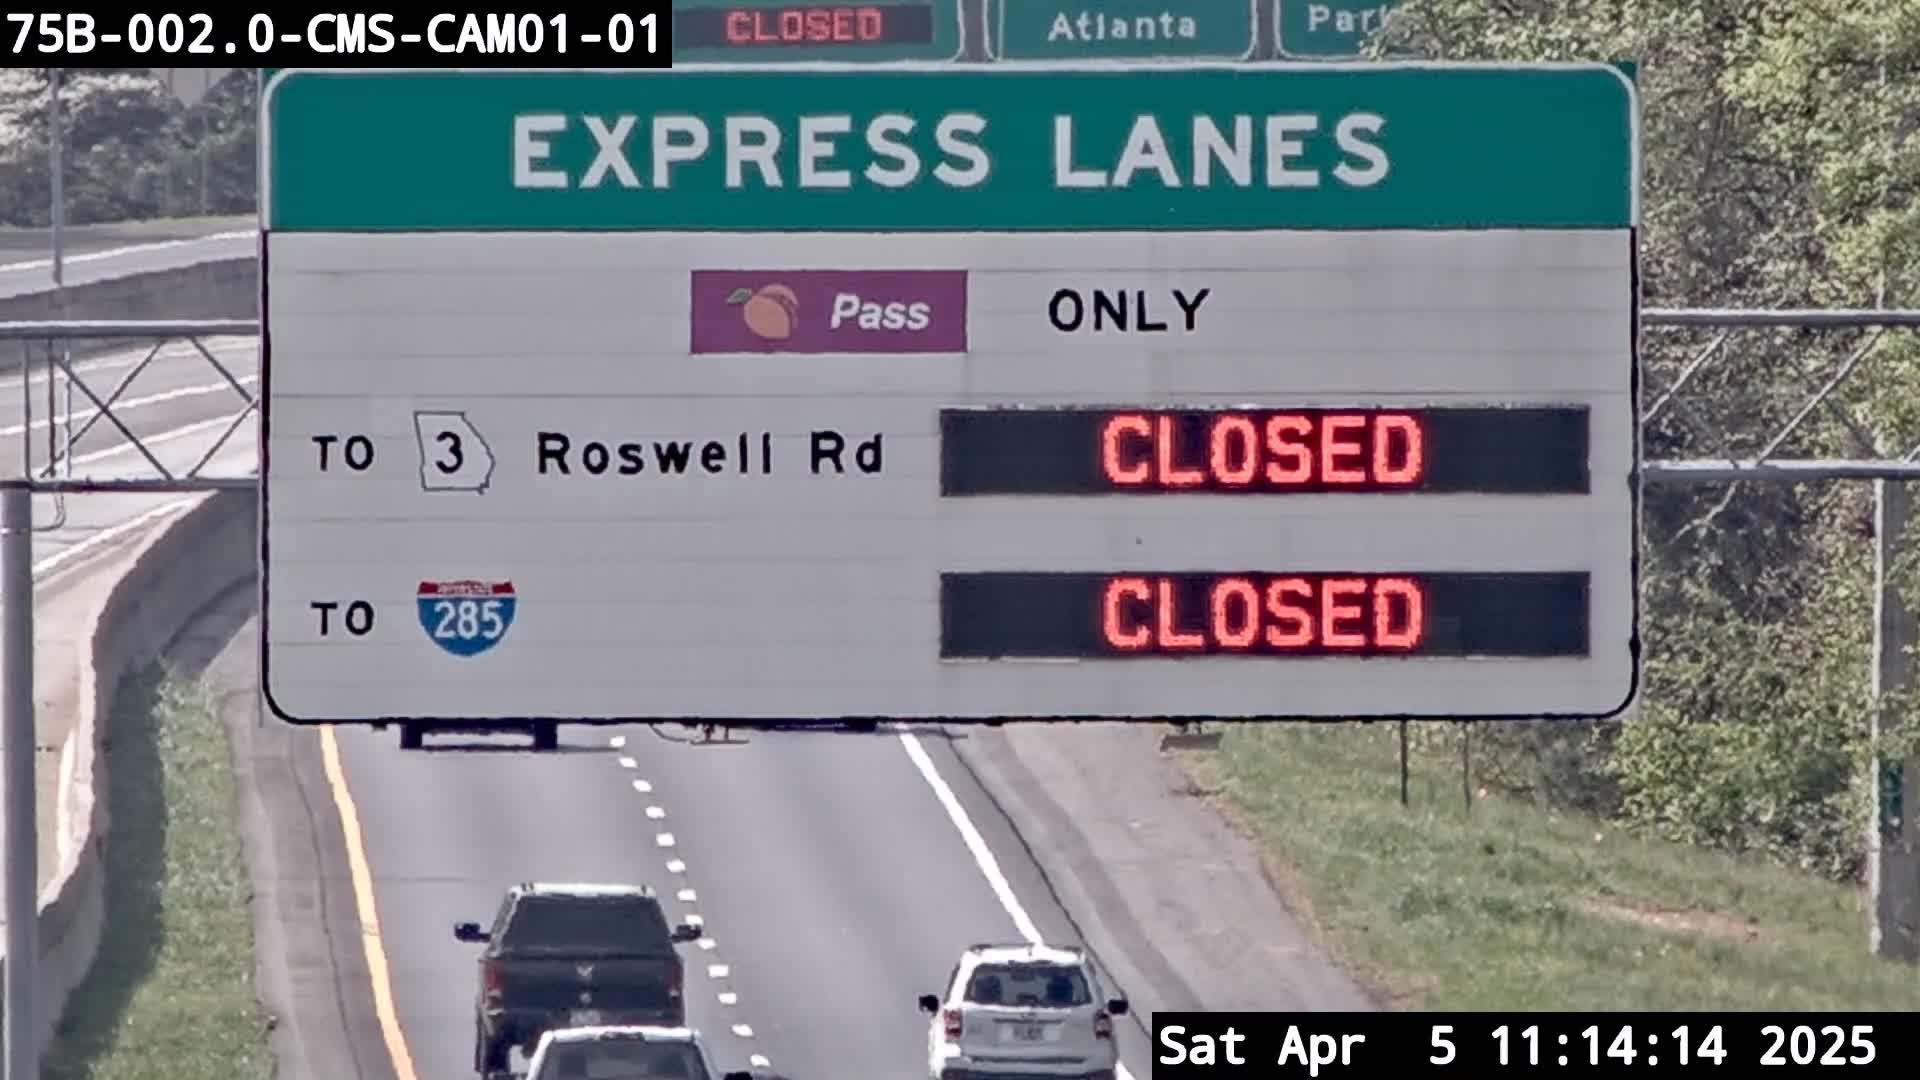 75B-002.0-CMS-CAM01-01
CLOSED
Atlanta
EXPRESS LANES
Pass ONLY
TO 3 Roswell Rd CLOSED
TO INTERSTATE 285 CLOSED
Sat Apr 5 11:14:14 2025